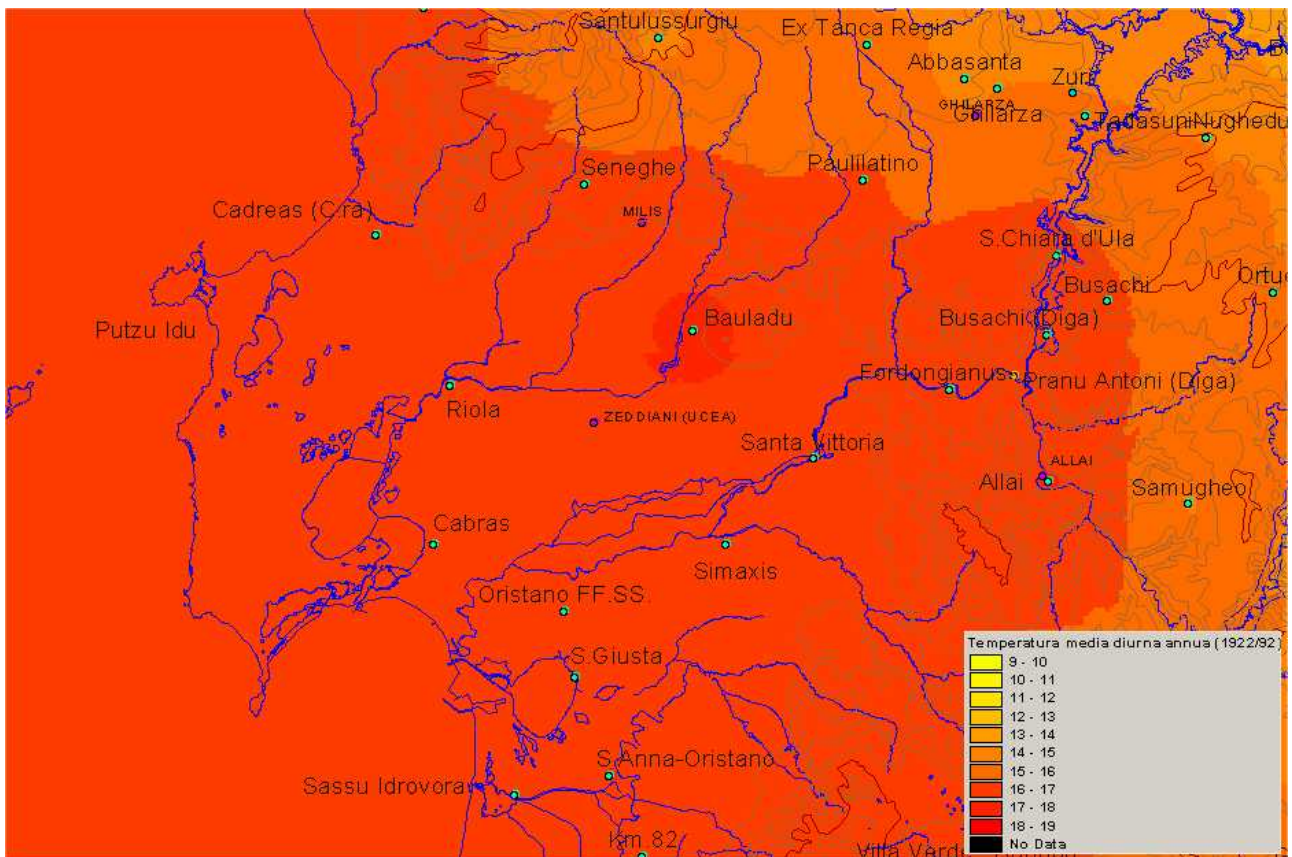 Santulussurgiu
Ex Tanca Regia
Abbasanta
Zuri
GHILARZA
Ghilarza
Tadasuni
Nughedu
Seneghe
Paulilatino
Cadreas (C.ra)
MILIS
S.Chiara d'Ula
Busachi
Putzu Idu
Bauladu
Busachi (Diga)
Fordongianus
Pranu Antoni (Diga)
Riola
ZEDDIANI (UCEA)
Santa Vittoria
ALLAI
Allai
Samugheo
Cabras
Simaxis
Oristano FF.SS.
S.Giusta
S.Anna-Oristano
Sassu Idrovora
Km 82
Villa Verde
Temperatura media diurna annua (1922/92)
9 - 10
10 - 11
11 - 12
12 - 13
13 - 14
14 - 15
15 - 16
16 - 17
17 - 18
18 - 19
No Data